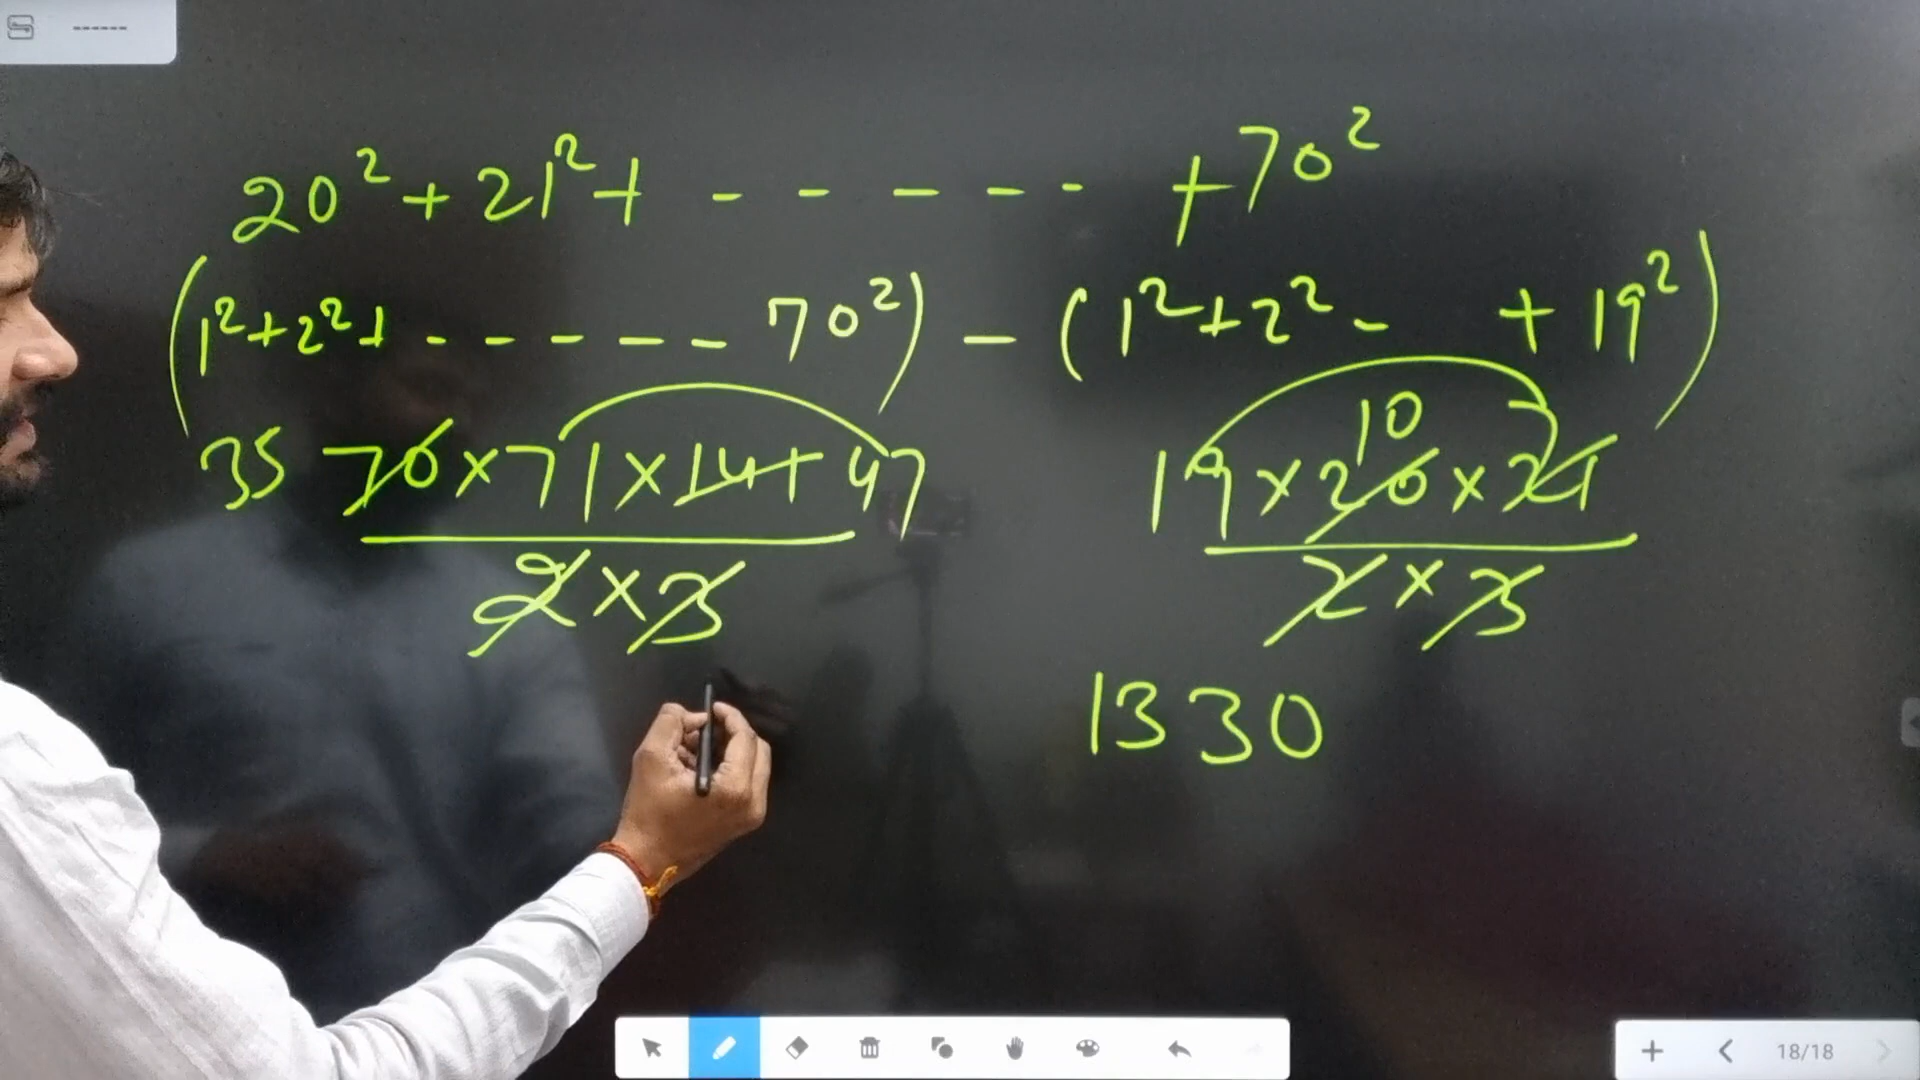 ------
20² + 21² + - - - - - + 70²
(1² + 2² + - - - - - - 70²) - (1² + 2² - + 19²)
10
35 70 × 71 × 141 47 19 × 20 ×
2 × 3 2 × 3
1330
18/18